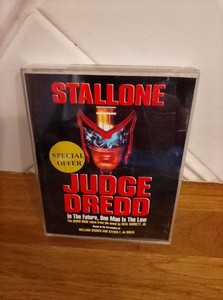 STALLONE
SPECIAL
OFFER
JUDGE
DREDD
In The Future, One Man Is The Law